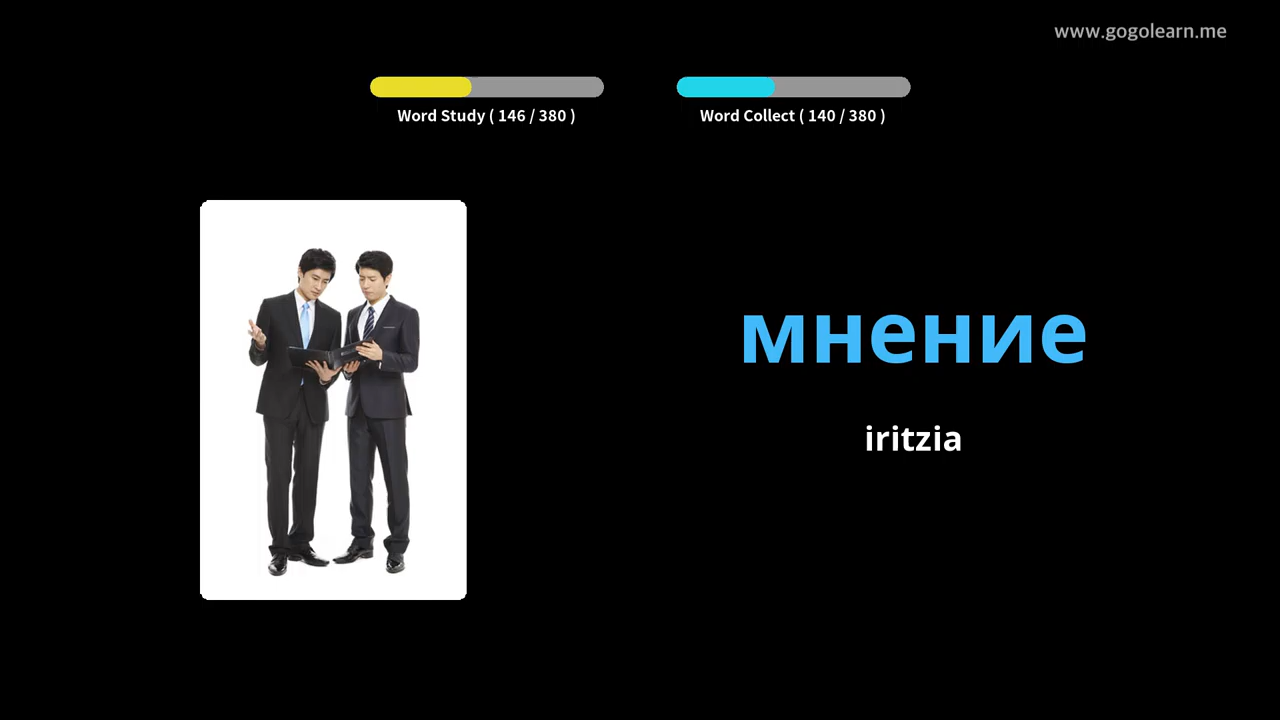 www.gogolearn.me
Word Study ( 146 / 380 )
Word Collect ( 140 / 380 )
мнение
iritzia